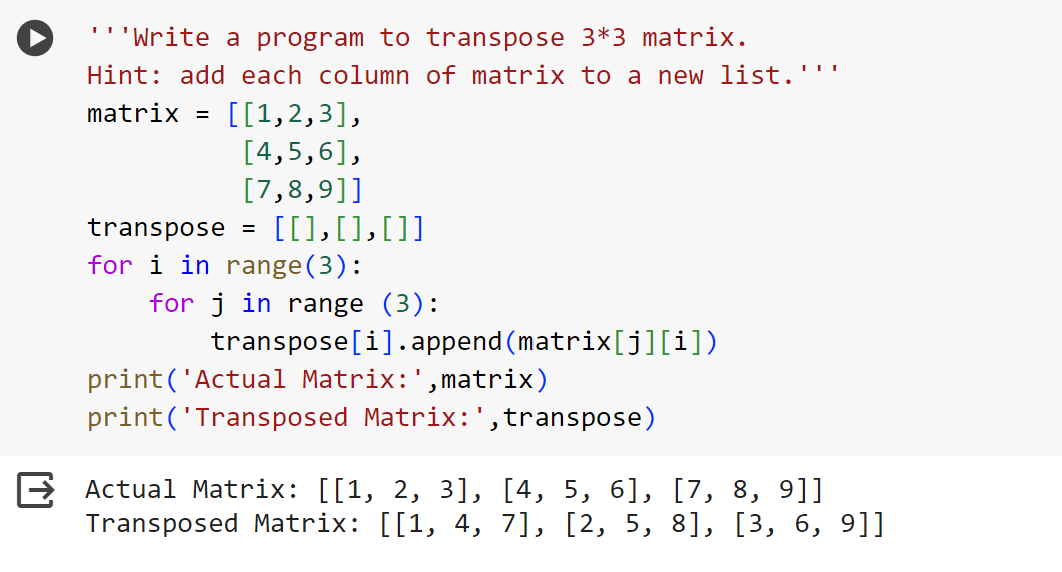 '''Write a program to transpose 3*3 matrix.
Hint: add each column of matrix to a new list.'''
matrix = [[1,2,3],
          [4,5,6],
          [7,8,9]]
transpose = [[],[],[]]
for i in range(3):
    for j in range (3):
        transpose[i].append(matrix[j][i])
print('Actual Matrix:',matrix)
print('Transposed Matrix:',transpose)
Actual Matrix: [[1, 2, 3], [4, 5, 6], [7, 8, 9]]
Transposed Matrix: [[1, 4, 7], [2, 5, 8], [3, 6, 9]]